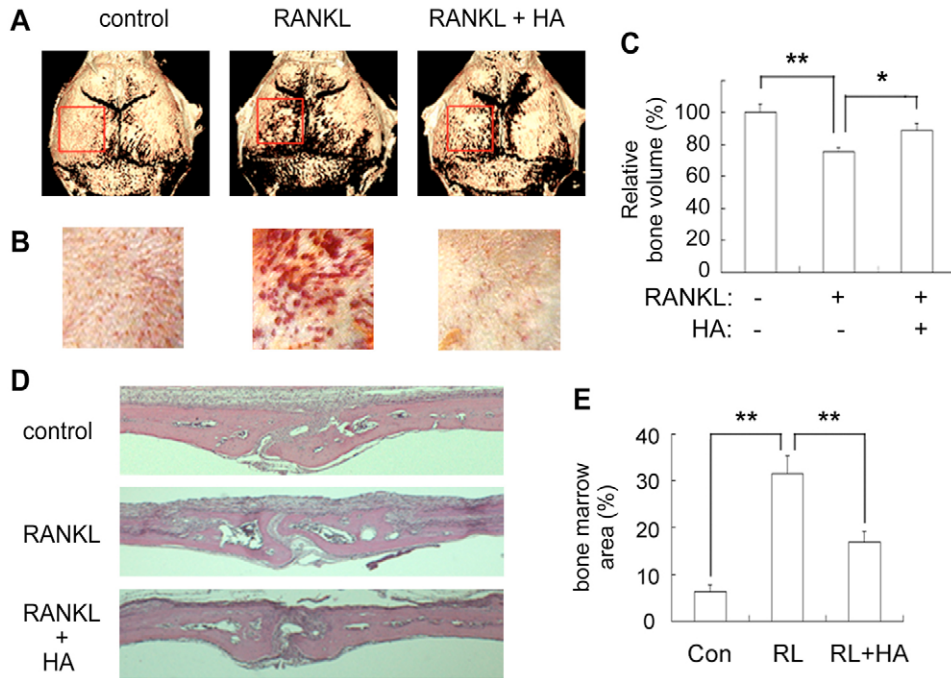 A
control RANKL RANKL + HA
B
C
** *
Relative
bone volume (%)
100
80
60
40
20
0
RANKL: - + +
HA: - - +
D
control
RANKL
RANKL
+
HA
E
** **
bone marrow
area (%)
40
30
20
10
0
Con RL RL+HA